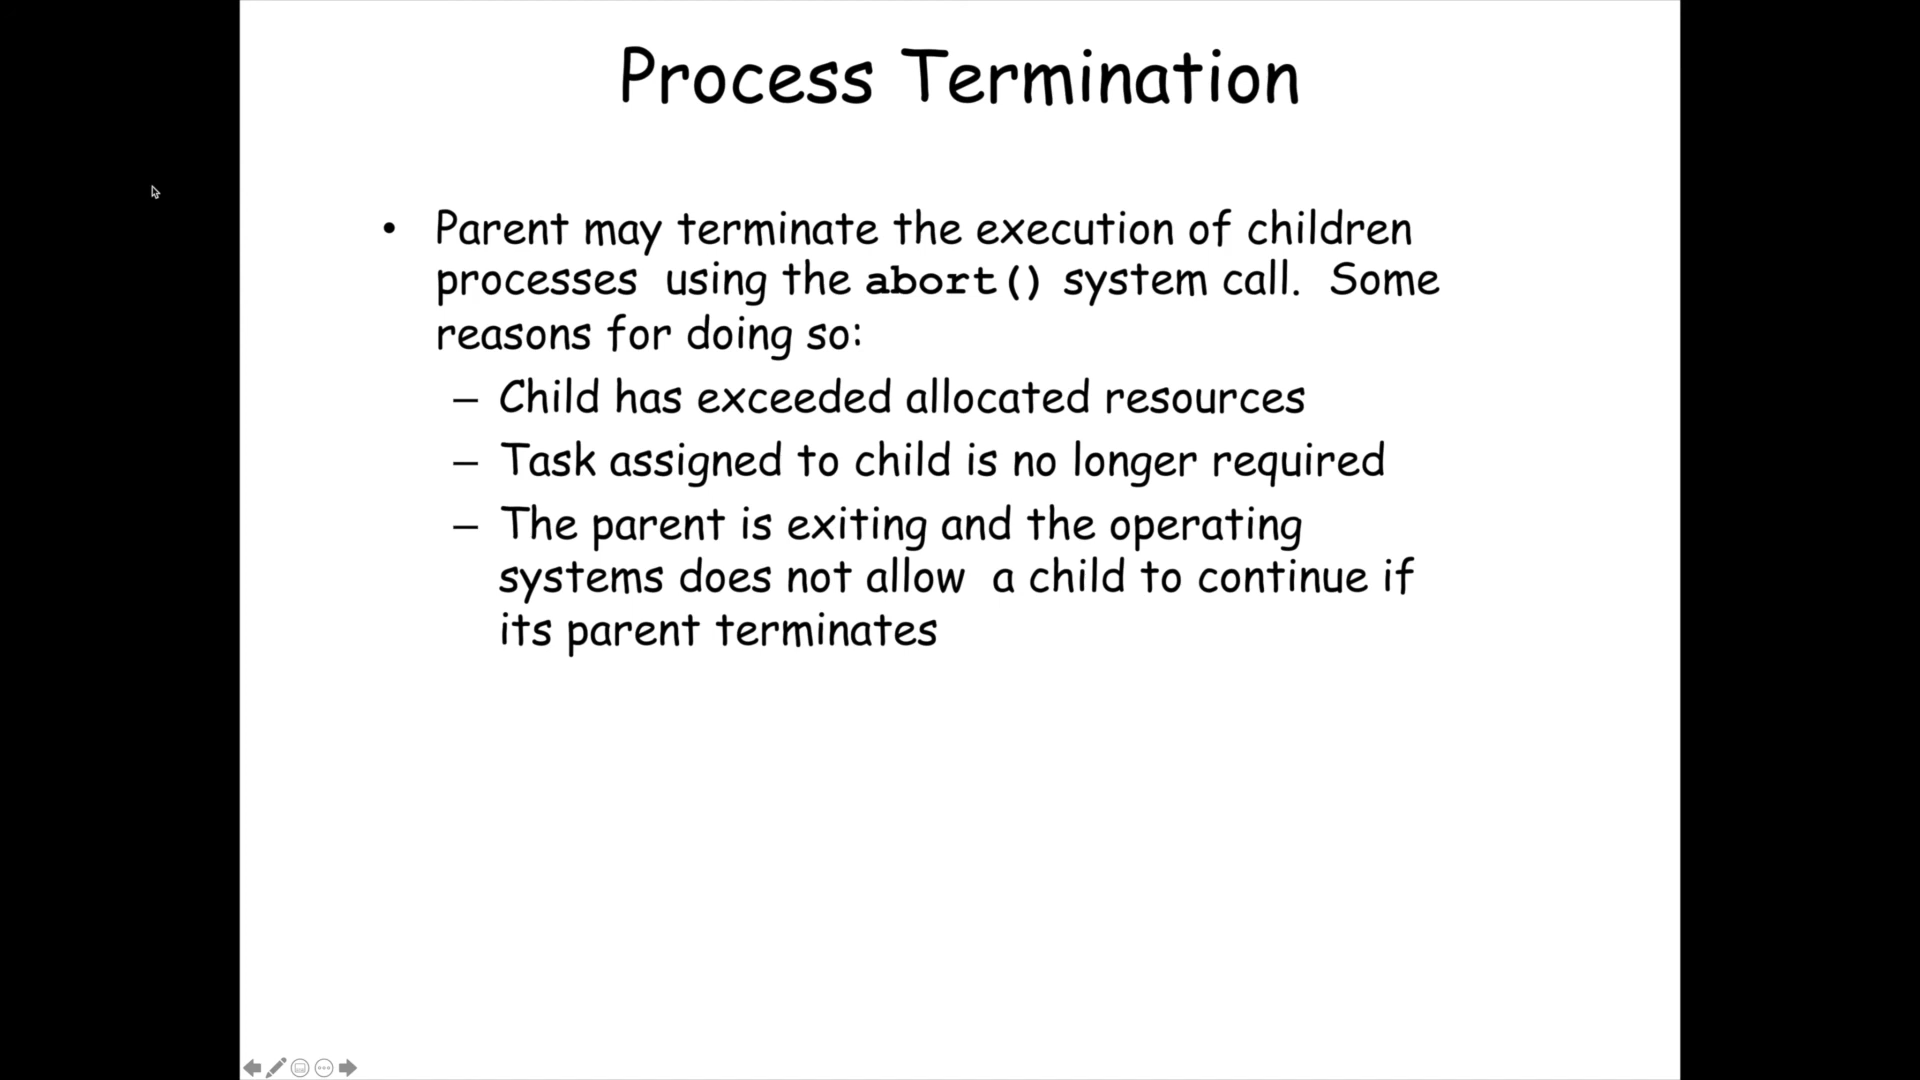 Process Termination
• Parent may terminate the execution of children
processes using the abort() system call. Some
reasons for doing so:
– Child has exceeded allocated resources
– Task assigned to child is no longer required
– The parent is exiting and the operating
systems does not allow a child to continue if
its parent terminates